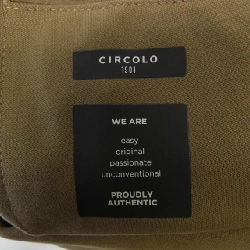 CIRCOLO
1901
WE ARE
easy
original
passionate
unconventional
PROUDLY
AUTHENTIC